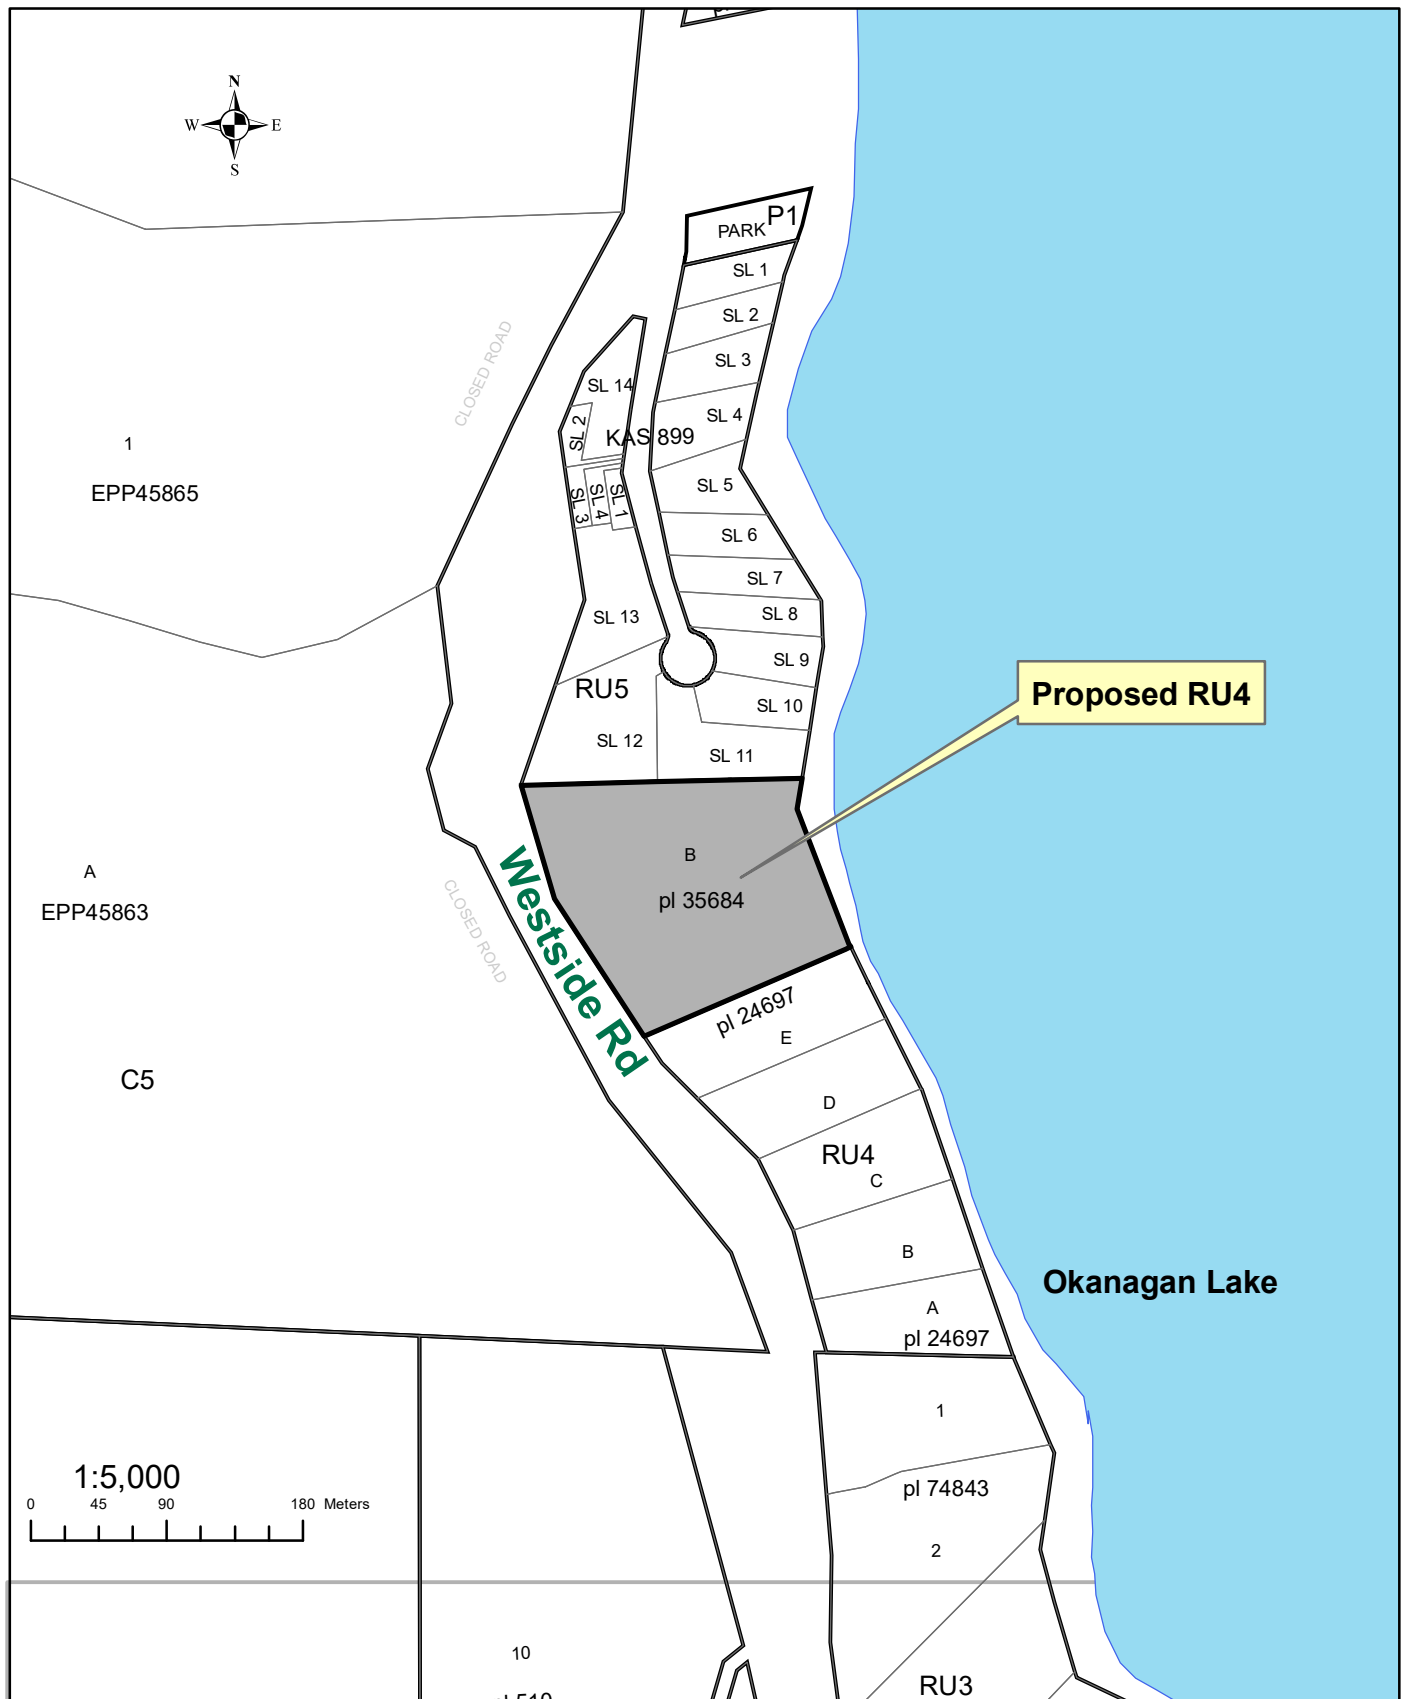 N
W E
S
P1
PARK
SL 1
SL 2
SL 3
SL 4
SL 5
SL 6
SL 7
SL 8
SL 9
SL 10
SL 11
SL 12
SL 13
SL 14
SL 2
KAS 899
SL 3
SL 4
SL 1
RU5
CLOSED ROAD
1
EPP45865
Proposed RU4
B
pl 35684
Westside Rd
CLOSED ROAD
A
EPP45863
C5
pl 24697
E
D
RU4
C
B
A
pl 24697
Okanagan Lake
1
pl 74843
2
RU3
1:5,000
0 45 90 180 Meters
10